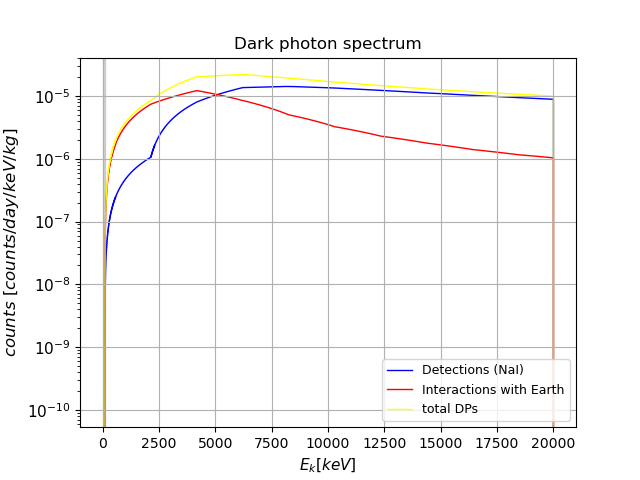 Dark photon spectrum
counts [counts/day/keV/kg]
10⁻⁵
10⁻⁶
10⁻⁷
10⁻⁸
10⁻⁹
10⁻¹⁰
Detections (NaI)
Interactions with Earth
total DPs
0 2500 5000 7500 10000 12500 15000 17500 20000
E_k[keV]